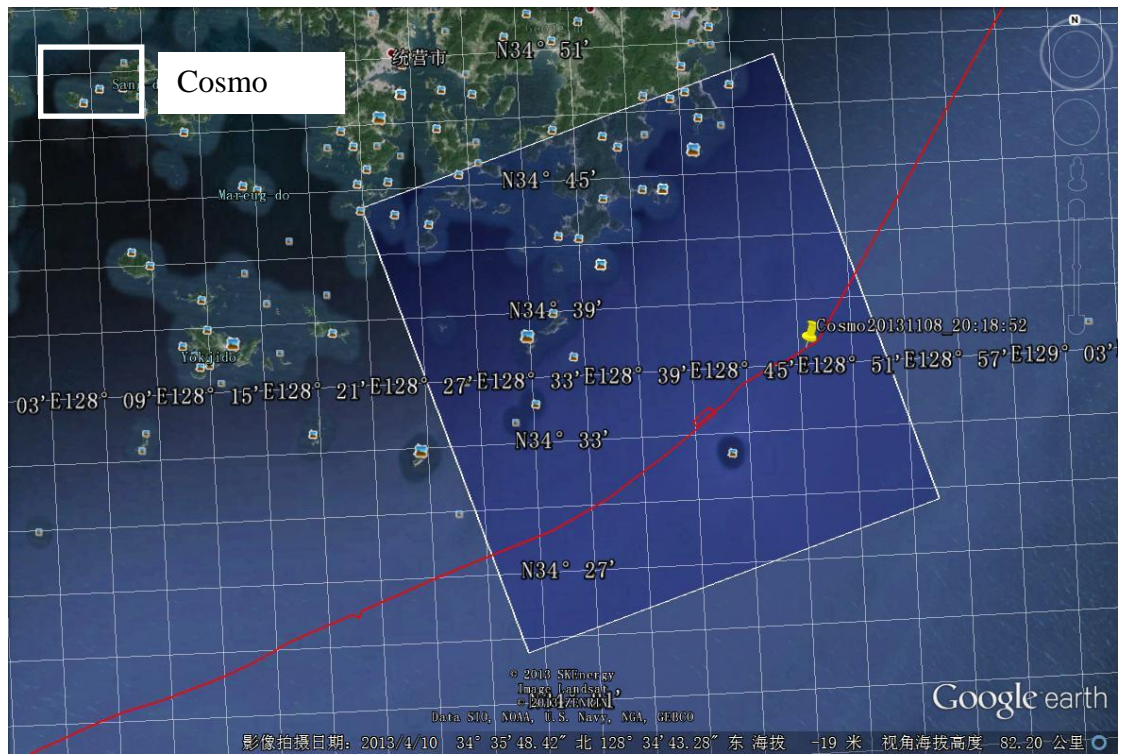 N
N34° 51'
统营市
Cosmo
N34° 45'
Mareug-do
N34° 39'
Cosmo20131108_20:18:52
Yokjido
03'E128° 09'E128° 15'E128° 21'E128° 27'E128° 33'E128° 39'E128° 45'E128° 51'E128° 57'E129° 03'
N34° 33'
N34° 27'
© 2013 SKEnergy
Image Landsat
© 2013 ZENRIN
Data SIO, NOAA, U.S. Navy, NGA, GEBCO
Google earth
影像拍摄日期: 2013/4/10 34° 35'48.42" 北 128° 34'43.28" 东 海拔 -19 米 视角海拔高度 82.20 公里